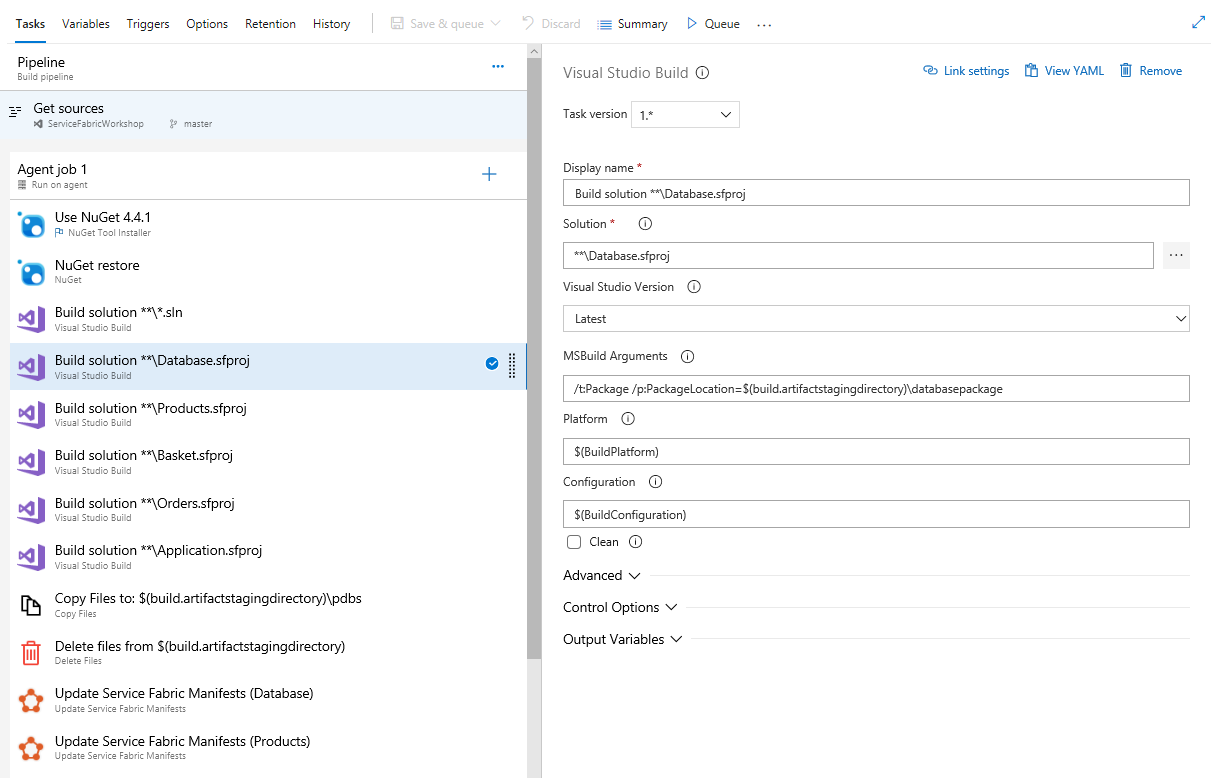 Tasks Variables Triggers Options Retention History Save & queue Discard Summary Queue ...
Pipeline
Build pipeline
Get sources
ServiceFabricWorkshop master
Agent job 1
Run on agent
Use NuGet 4.4.1
NuGet Tool Installer
NuGet restore
NuGet
Build solution **\*.sln
Visual Studio Build
Build solution **\Database.sfproj
Visual Studio Build
Build solution **\Products.sfproj
Visual Studio Build
Build solution **\Basket.sfproj
Visual Studio Build
Build solution **\Orders.sfproj
Visual Studio Build
Build solution **\Application.sfproj
Visual Studio Build
Copy Files to: $(build.artifactstagingdirectory)\pdbs
Copy Files
Delete files from $(build.artifactstagingdirectory)
Delete Files
Update Service Fabric Manifests (Database)
Update Service Fabric Manifests
Update Service Fabric Manifests (Products)
Update Service Fabric Manifests
Visual Studio Build Link settings View YAML Remove
Task version 1.*
Display name *
Build solution **\Database.sfproj
Solution *
**\Database.sfproj
Visual Studio Version
Latest
MSBuild Arguments
/t:Package /p:PackageLocation=$(build.artifactstagingdirectory)\databasepackage
Platform
$(BuildPlatform)
Configuration
$(BuildConfiguration)
Clean
Advanced
Control Options
Output Variables